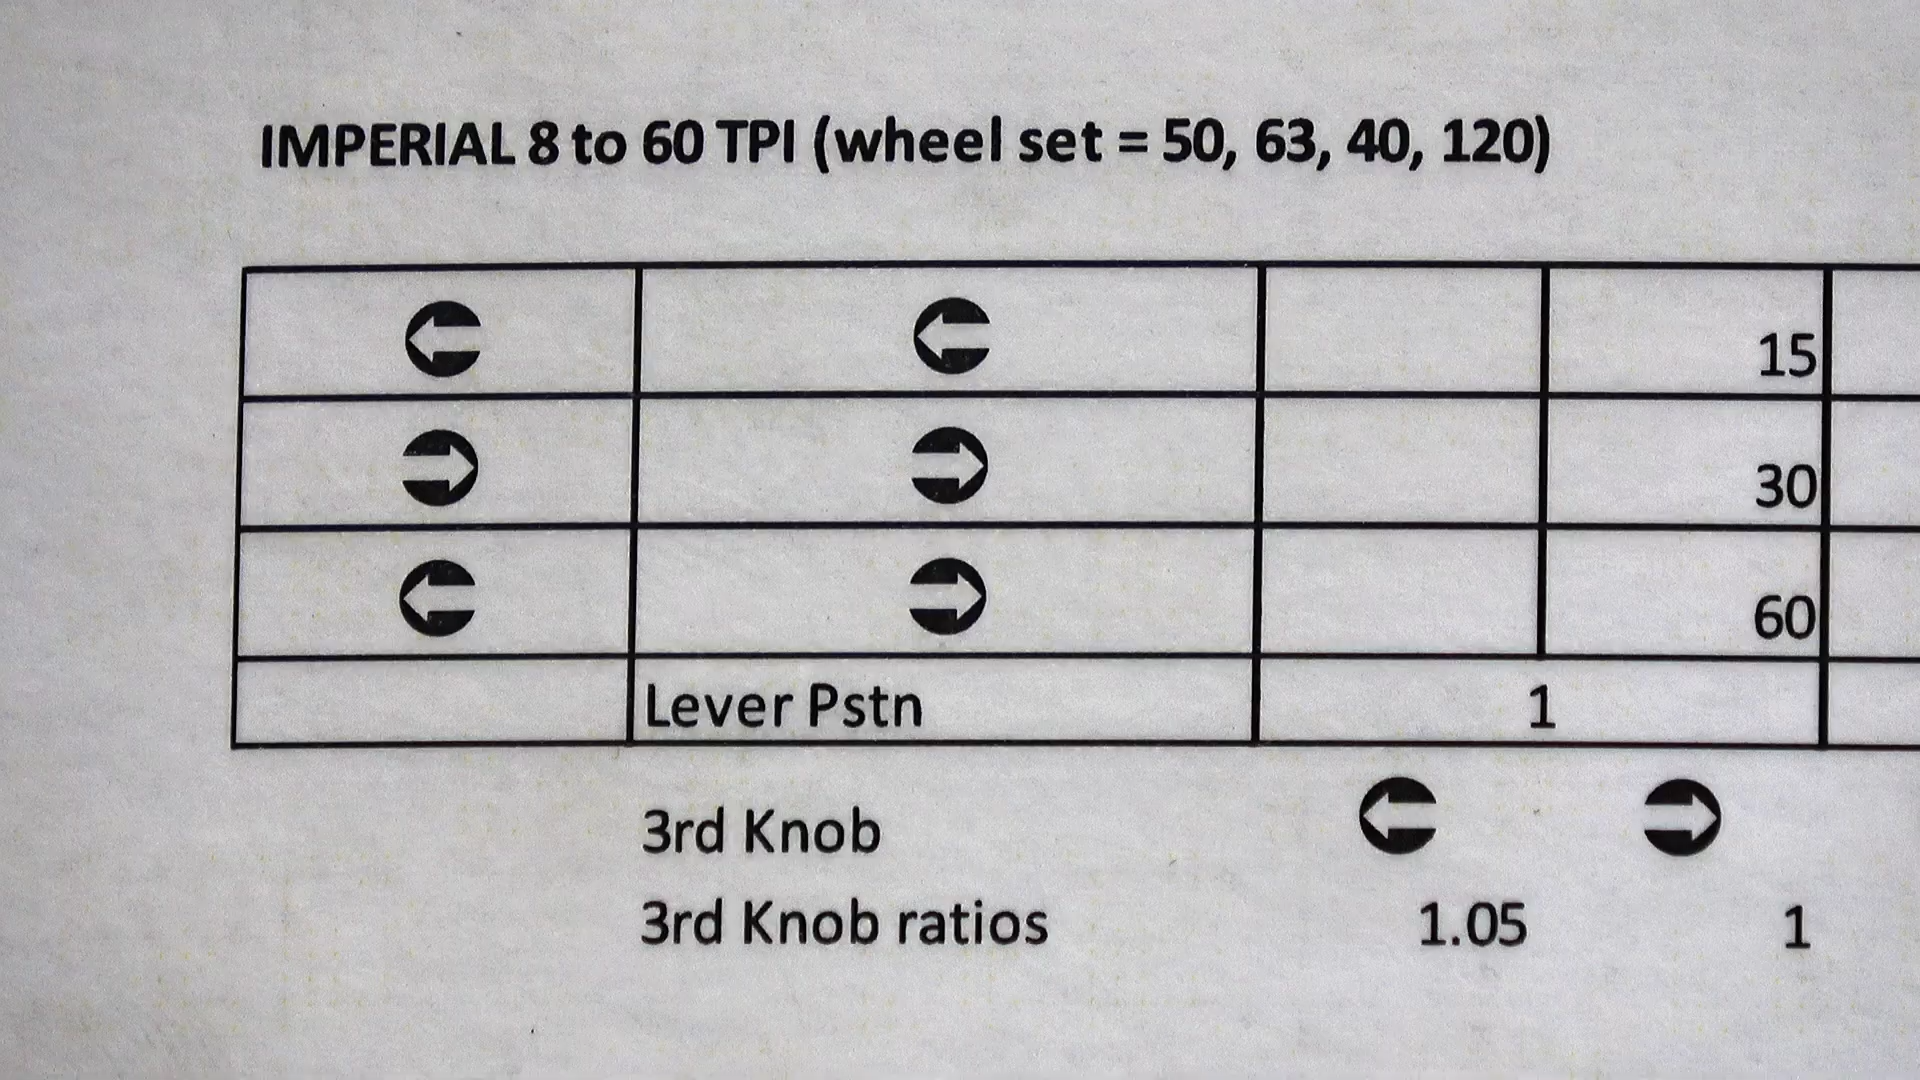 IMPERIAL 8 to 60 TPI (wheel set = 50, 63, 40, 120)
15
30
60
Lever Pstn 1
3rd Knob
3rd Knob ratios 1.05 1